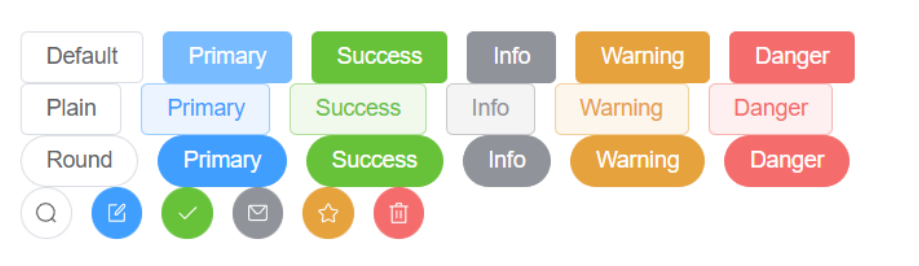 Default Primary Success Info Warning Danger
Plain Primary Success Info Warning Danger
Round Primary Success Info Warning Danger